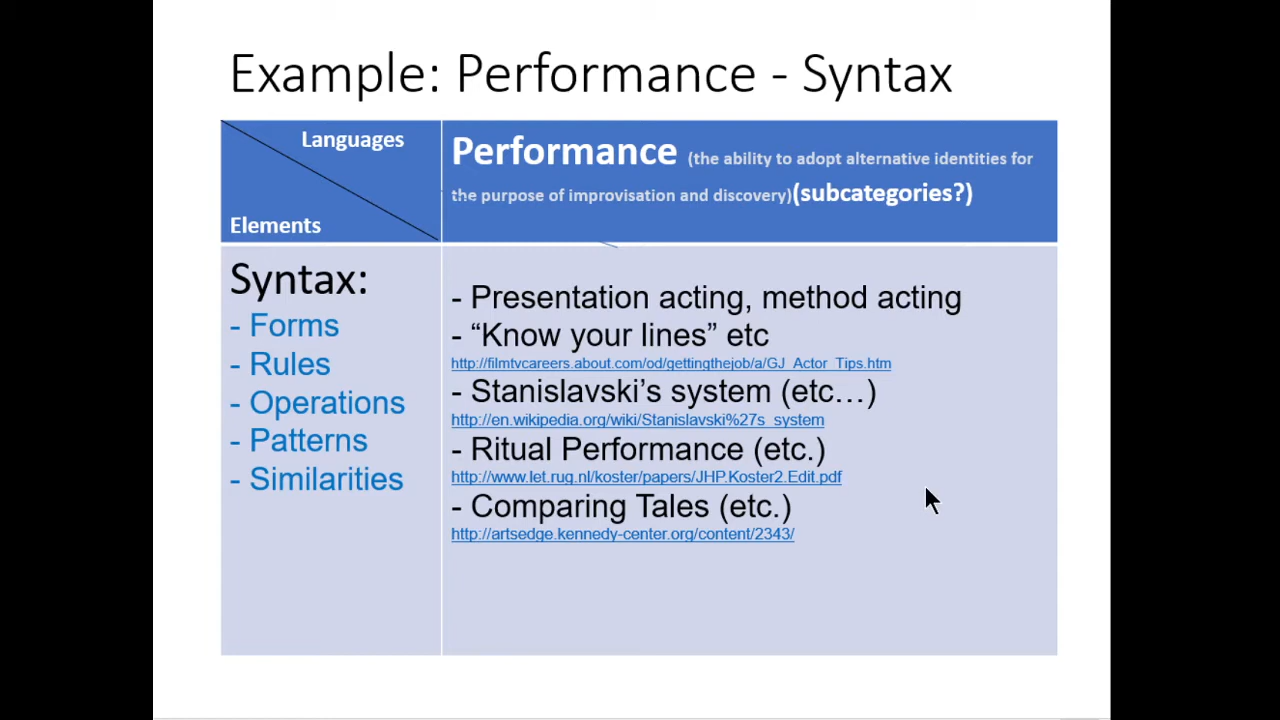 Example: Performance - Syntax
Languages
Elements
Performance (the ability to adopt alternative identities for
the purpose of improvisation and discovery)(subcategories?)
Syntax:
- Forms
- Rules
- Operations
- Patterns
- Similarities
- Presentation acting, method acting
- “Know your lines” etc
http://filmtvcareers.about.com/od/gettingthejob/a/GJ_Actor_Tips.htm
- Stanislavski’s system (etc…)
http://en.wikipedia.org/wiki/Stanislavski%27s_system
- Ritual Performance (etc.)
http://www.let.rug.nl/koster/papers/JHP.Koster2.Edit.pdf
- Comparing Tales (etc.)
http://artsedge.kennedy-center.org/content/2343/